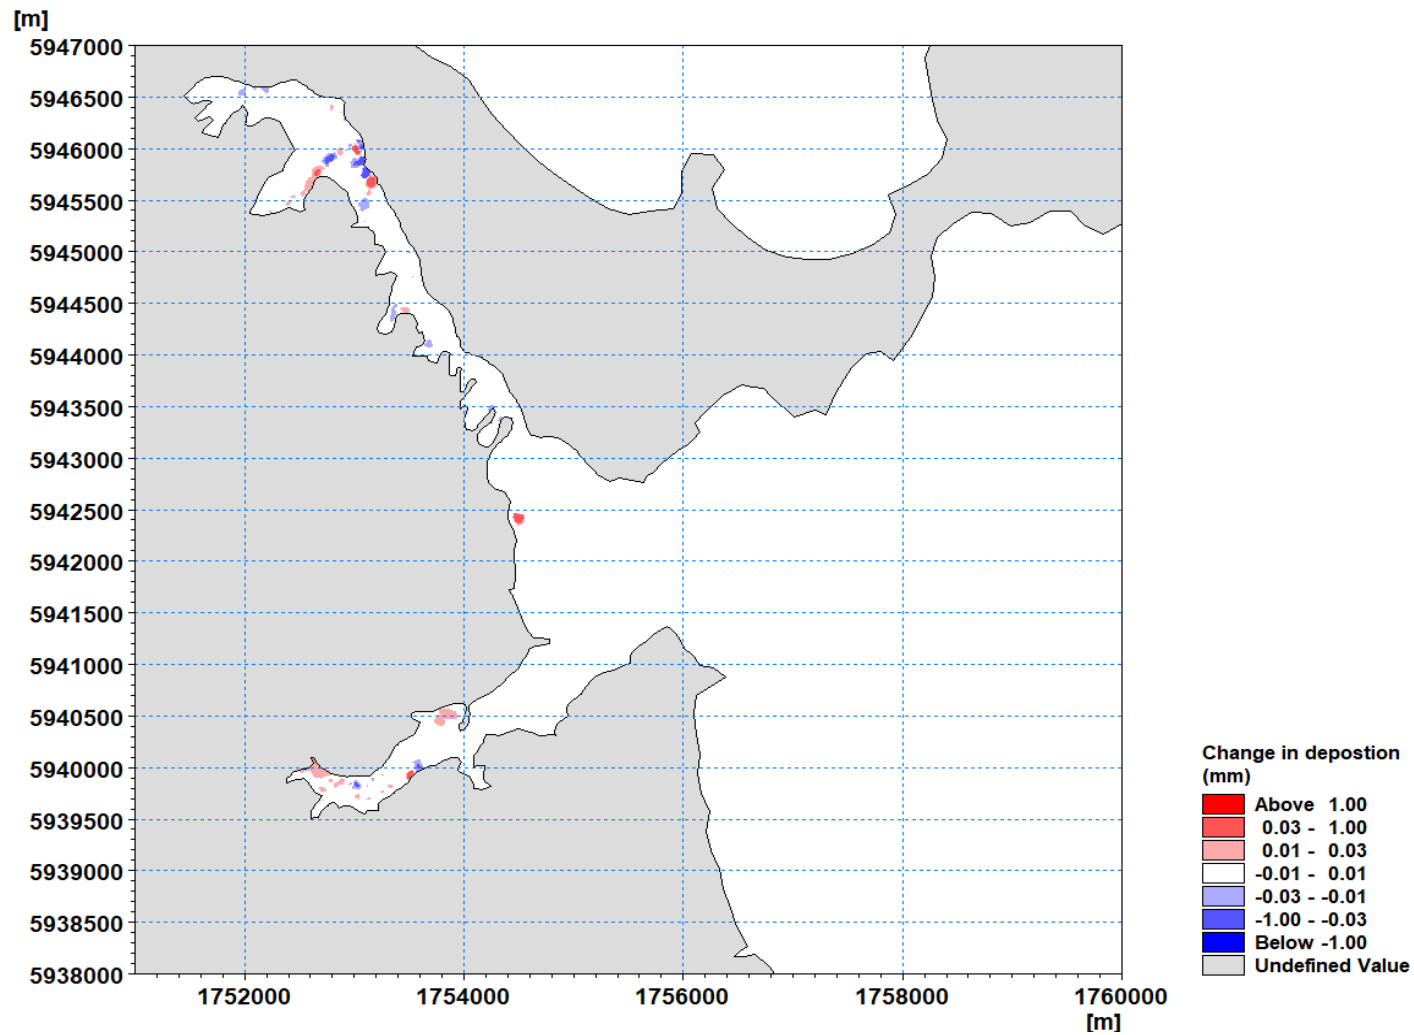 [m]
5947000
5946500
5946000
5945500
5945000
5944500
5944000
5943500
5943000
5942500
5942000
5941500
5941000
5940500
5940000
5939500
5939000
5938500
5938000
1752000 1754000 1756000 1758000 1760000
[m]
Change in depostion
(mm)
Above 1.00
0.03 - 1.00
0.01 - 0.03
-0.01 - 0.01
-0.03 - -0.01
-1.00 - -0.03
Below -1.00
Undefined Value